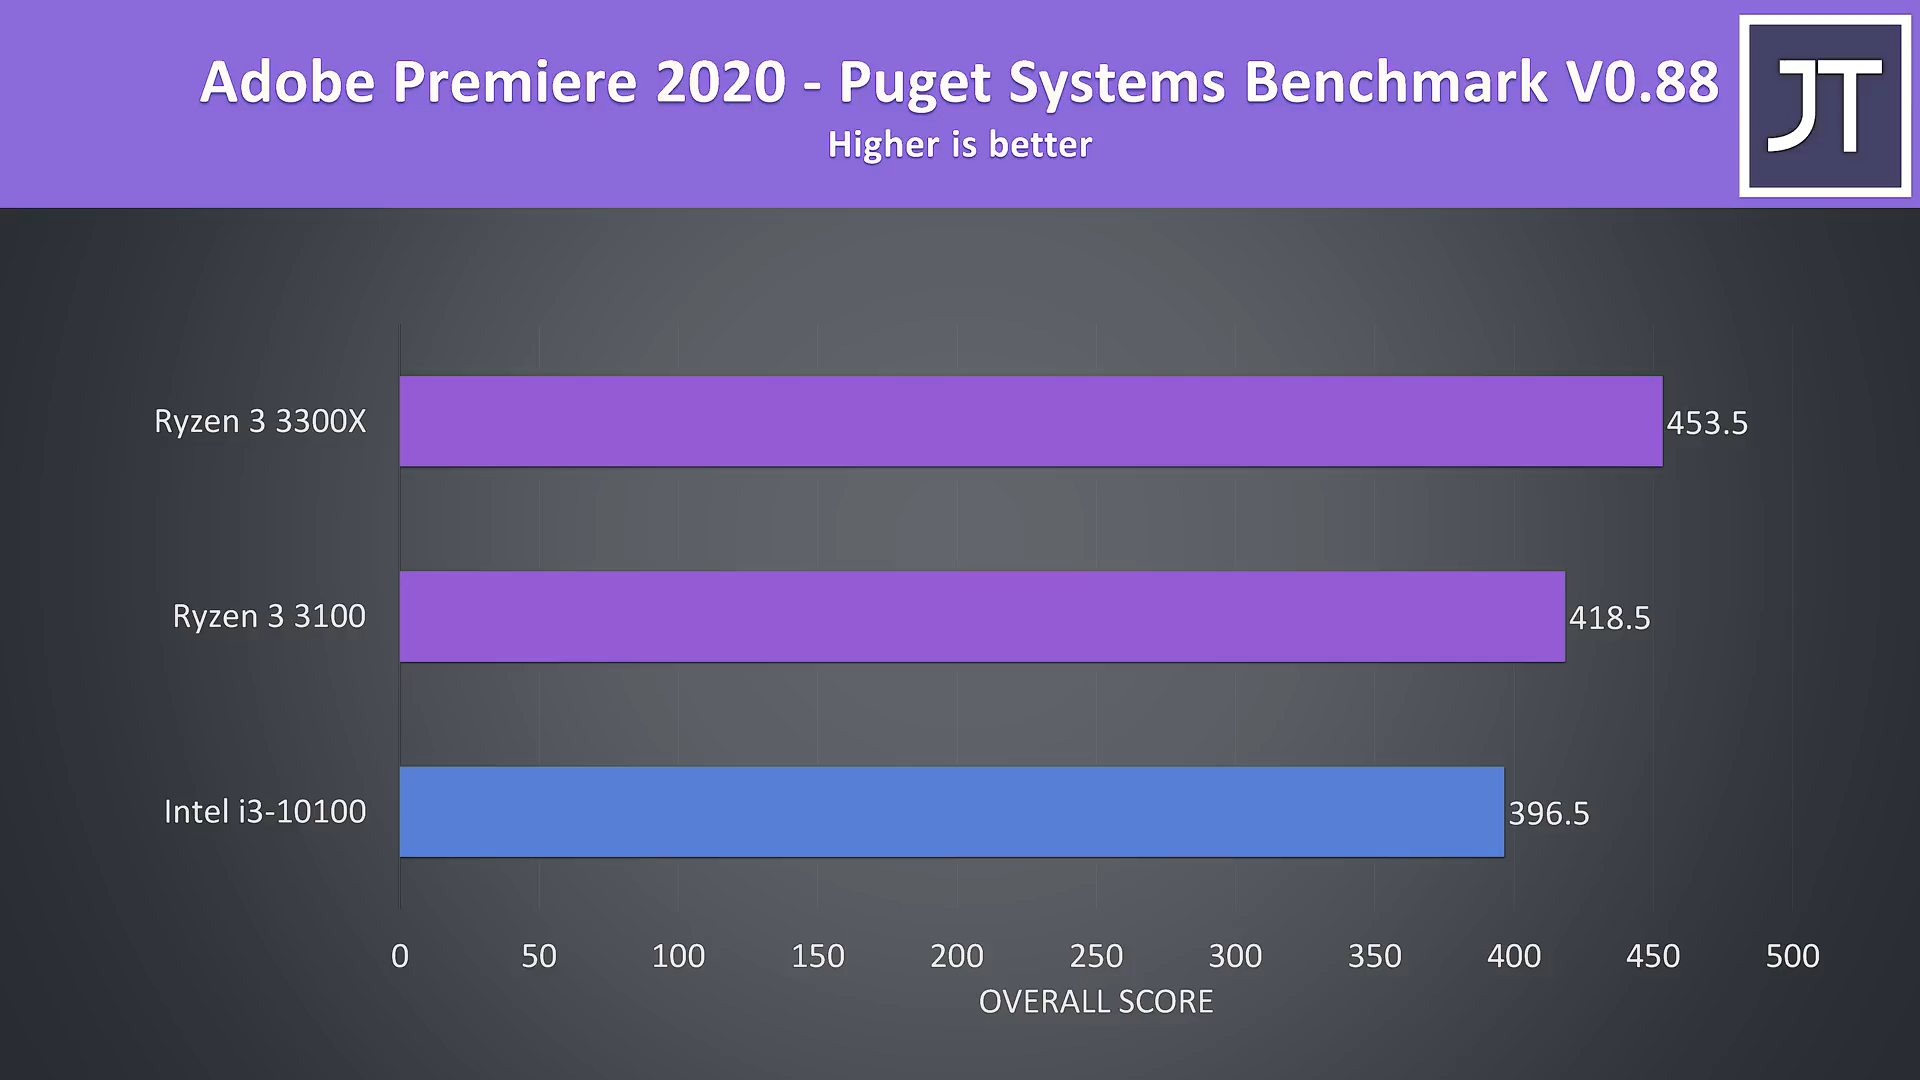 Adobe Premiere 2020 - Puget Systems Benchmark V0.88
Higher is better
JT
Ryzen 3 3300X
453.5
Ryzen 3 3100
418.5
Intel i3-10100
396.5
0 50 100 150 200 250 300 350 400 450 500
OVERALL SCORE